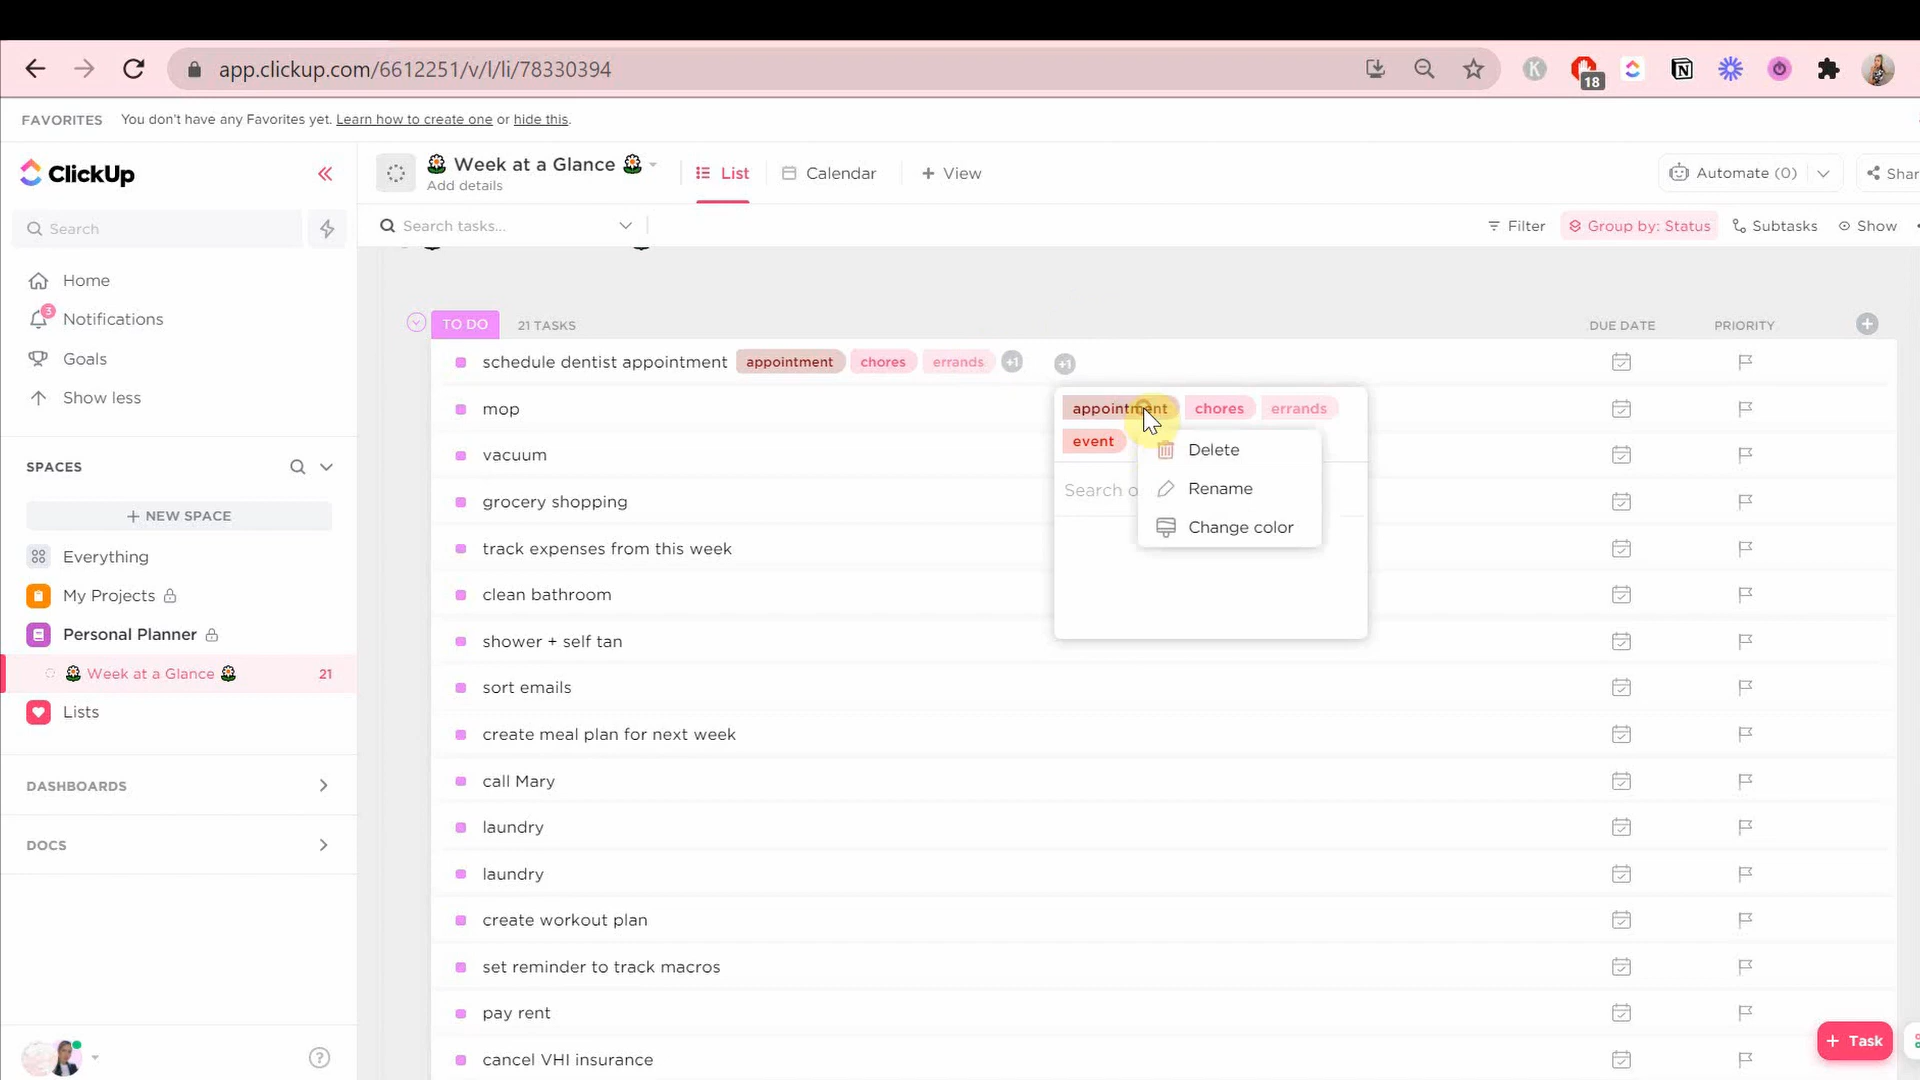 app.clickup.com/6612251/v/l/li/78330394
18
FAVORITES You don't have any Favorites yet. Learn how to create one or hide this.
ClickUp
Week at a Glance
Add details
List
Calendar
+ View
Automate (0)
Shar
Search
Search tasks...
Filter
Group by: Status
Subtasks
Show
Home
3
Notifications
Goals
Show less
SPACES
+ NEW SPACE
Everything
My Projects
Personal Planner
Week at a Glance 21
Lists
DASHBOARDS
DOCS
TO DO 21 TASKS DUE DATE PRIORITY
schedule dentist appointment appointment chores errands +1 +1
mop
vacuum
grocery shopping
track expenses from this week
clean bathroom
shower + self tan
sort emails
create meal plan for next week
call Mary
laundry
laundry
create workout plan
set reminder to track macros
pay rent
cancel VHI insurance
appointment chores errands
event
Search o
Delete
Rename
Change color
+ Task